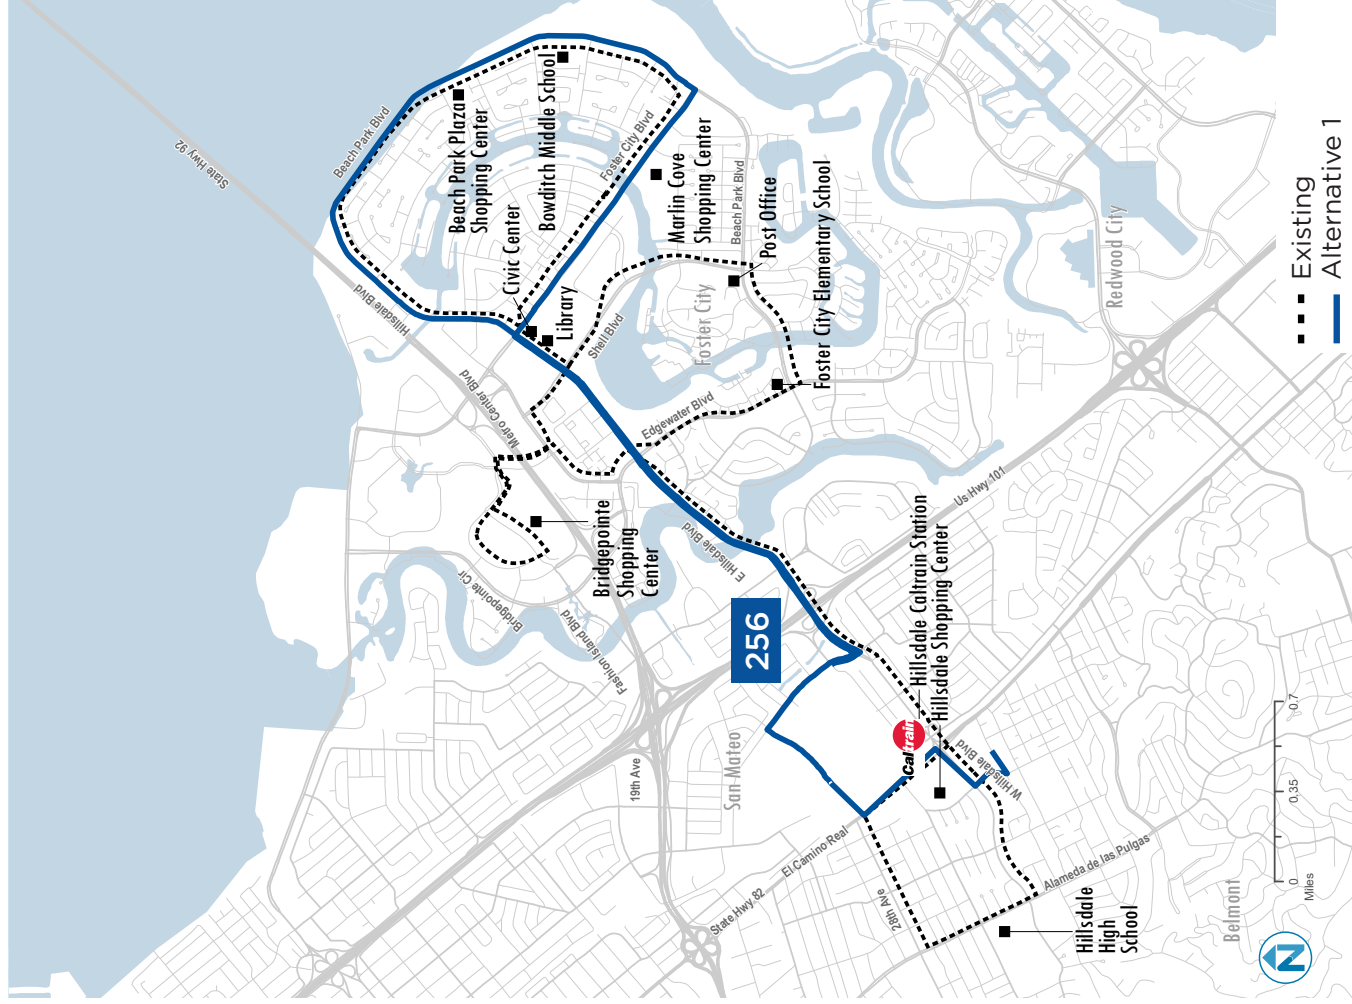 State Hwy 92
Beach Park Blvd
Hillsdale Blvd
Beach Park Plaza
Shopping Center
Bowditch Middle School
Foster City Blvd
Civic Center
Library
Marlin Cove
Shopping Center
Beach Park Blvd
Post Office
Foster City Elementary School
Shell Blvd
Foster City
Metro Center Blvd
Edgewater Blvd
Redwood City
Bridgepointe
Shopping
Center
Bridgepointe Cir
Fashion Island Blvd
E Hillsdale Blvd
Us Hwy 101
256
Hillsdale Caltrain Station
Hillsdale Shopping Center
Caltrain
W Hillsdale Blvd
San Mateo
19th Ave
El Camino Real
State Hwy 82
28th Ave
Alameda de las Pulgas
Hillsdale
High
School
Belmont
0 0.35 0.7
Miles
N
Existing
Alternative 1